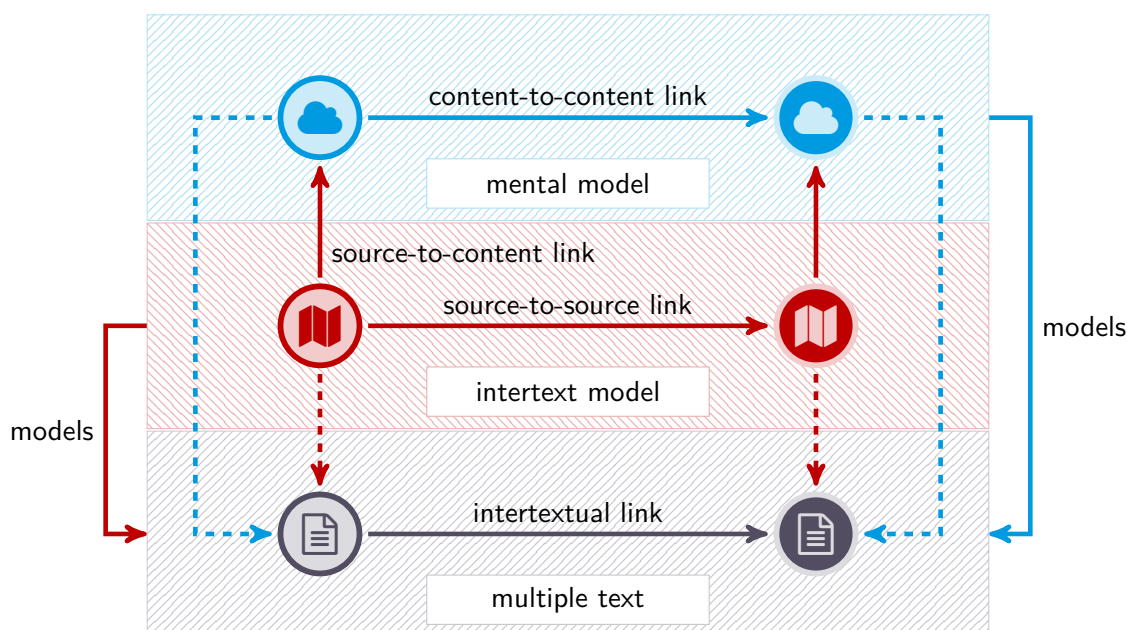 content-to-content link
mental model
source-to-content link
source-to-source link
models
intertext model
models
intertextual link
multiple text